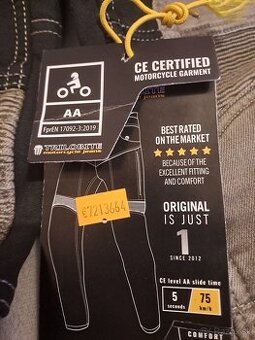 CE CERTIFIED
MOTORCYCLE GARMENT
AA
FprEN 17092-3:2019
TRILOBITE
motorcycle jeans
BEST RATED
ON THE MARKET
BECAUSE OF THE
EXCELLENT FITTING
AND COMFORT
ORIGINAL
IS JUST
1
SINCE 2012
€7213664
CE level AA slide time
5
seconds
75
km/h
COMFORT